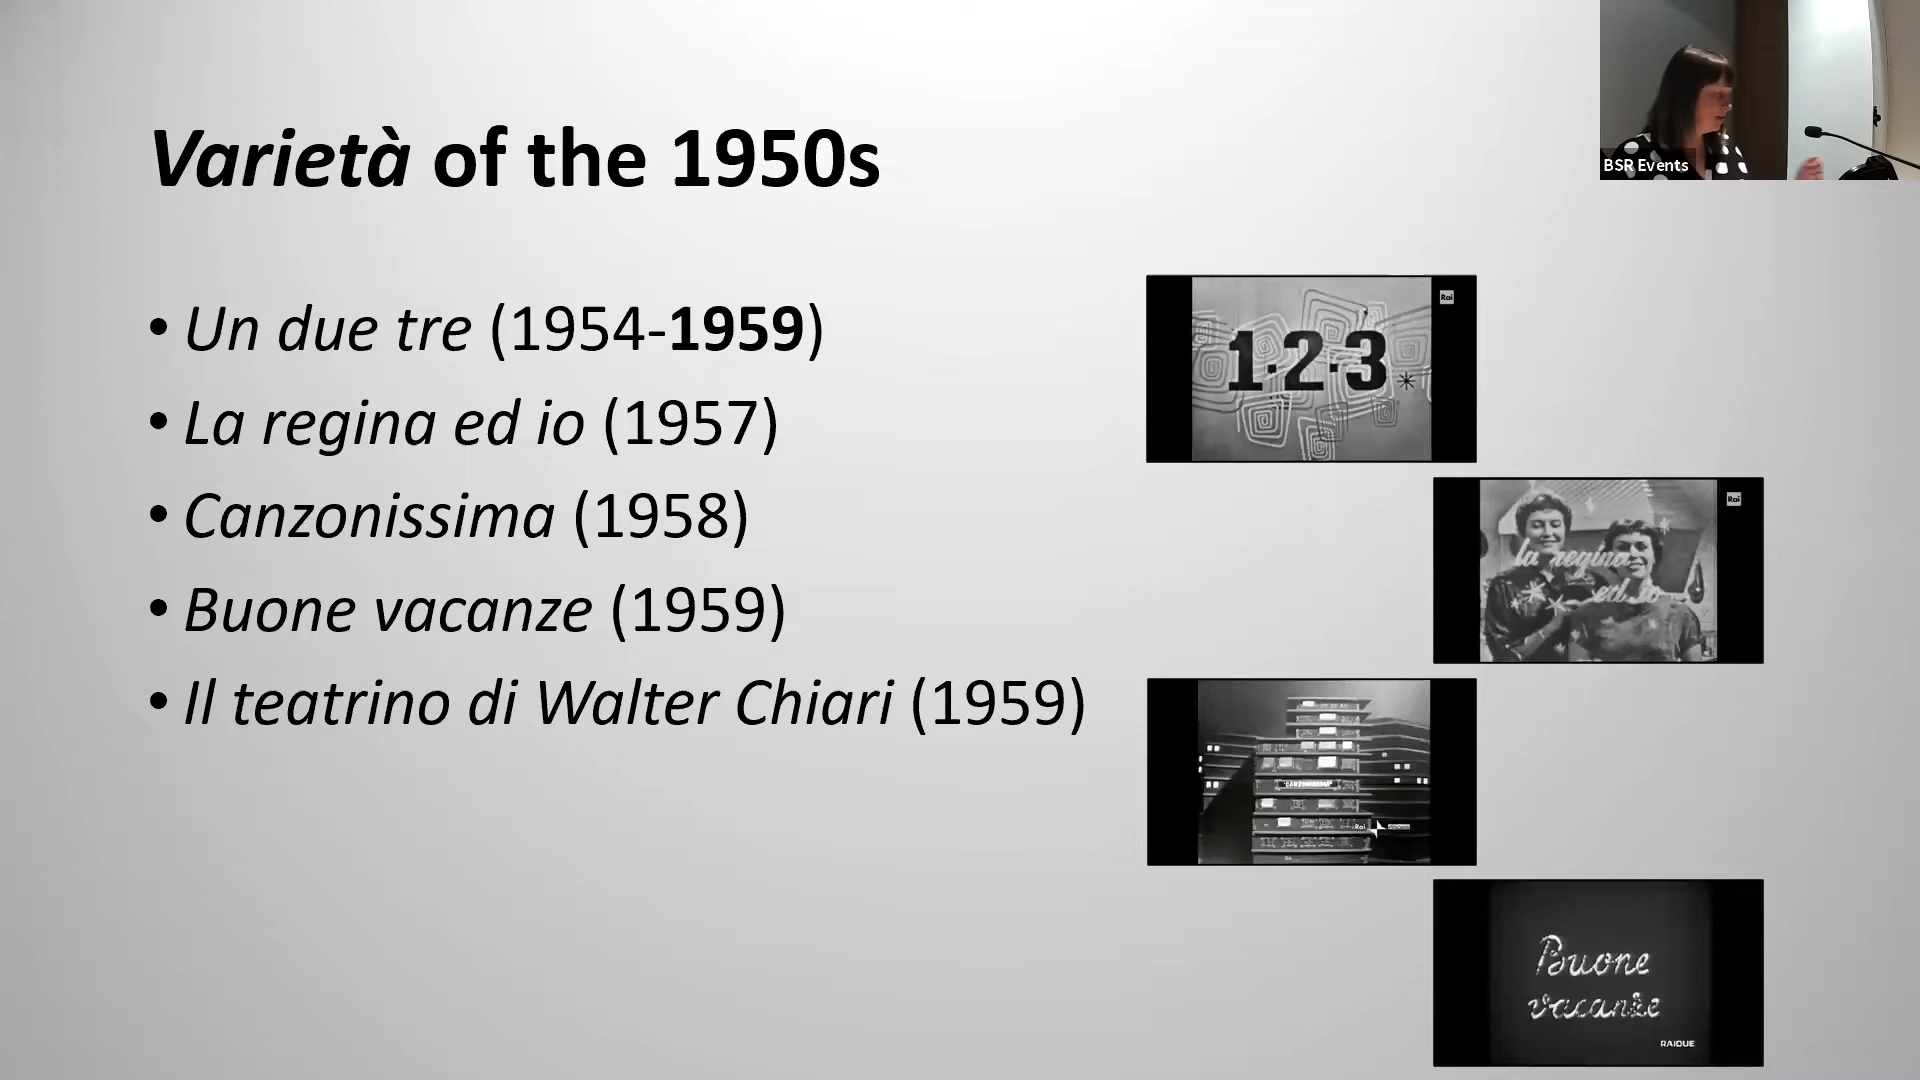 Varietà of the 1950s
BSR Events
• Un due tre (1954-1959)
• La regina ed io (1957)
• Canzonissima (1958)
• Buone vacanze (1959)
• Il teatrino di Walter Chiari (1959)
1·2·3
Rai
la regina
ed io
Rai
CANZONISSIMA
Rai
Buone
vacanze
RAIDUE